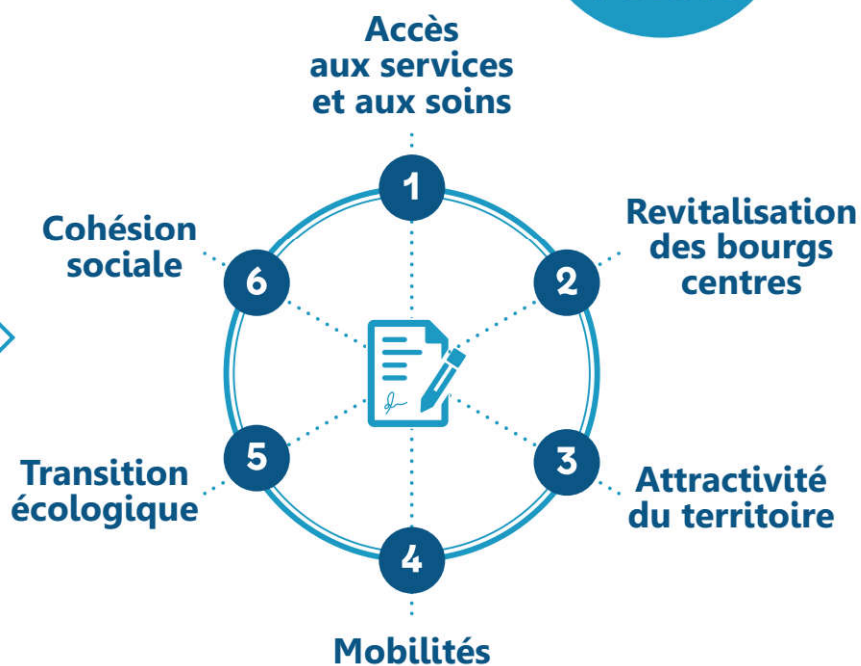 Accès
aux services
et aux soins
1
Revitalisation
des bourgs
centres
2
Attractivité
du territoire
3
4
Mobilités
5
Transition
écologique
6
Cohésion
sociale